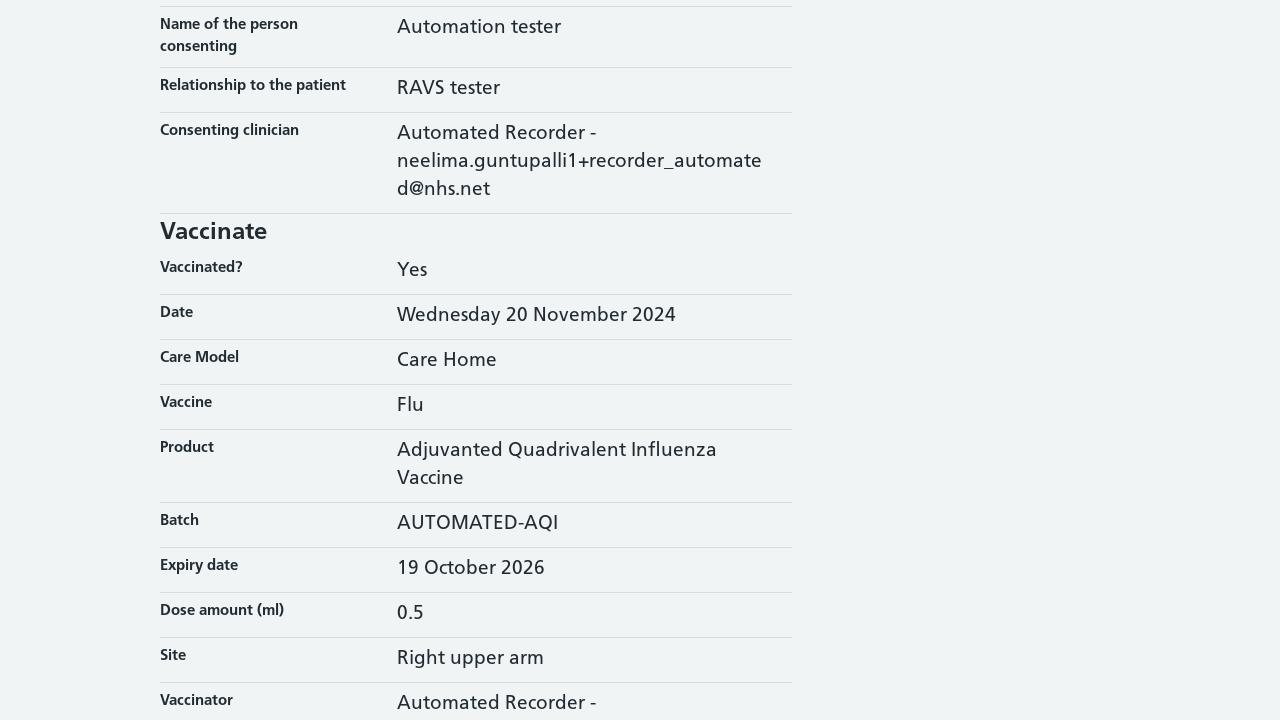 Name of the person
consenting
Automation tester
Relationship to the patient
RAVS tester
Consenting clinician
Automated Recorder -
neelima.guntupalli1+recorder_automate
d@nhs.net
Vaccinate
Vaccinated?
Yes
Date
Wednesday 20 November 2024
Care Model
Care Home
Vaccine
Flu
Product
Adjuvanted Quadrivalent Influenza
Vaccine
Batch
AUTOMATED-AQI
Expiry date
19 October 2026
Dose amount (ml)
0.5
Site
Right upper arm
Vaccinator
Automated Recorder -